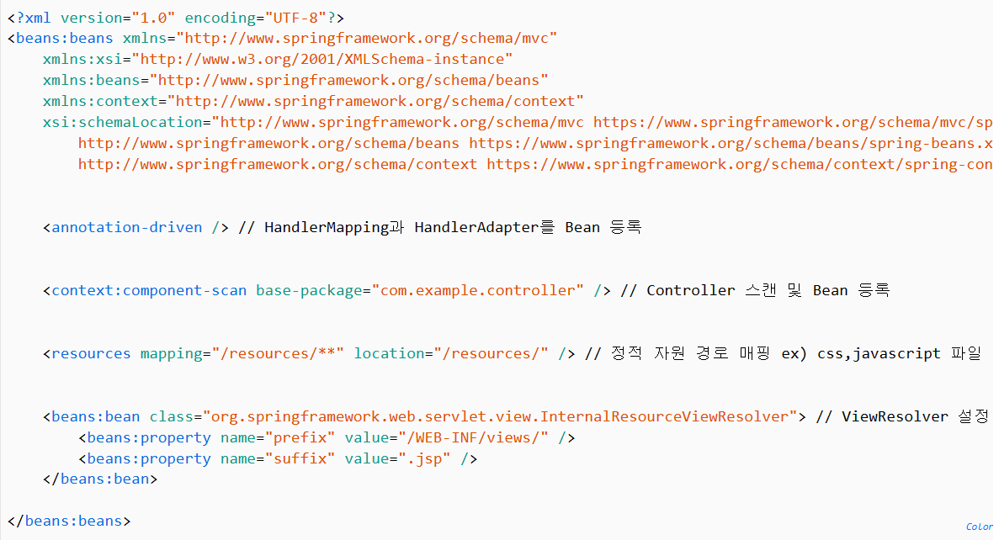 <?xml version="1.0" encoding="UTF-8"?>
<beans:beans xmlns="http://www.springframework.org/schema/mvc"
xmlns:xsi="http://www.w3.org/2001/XMLSchema-instance"
xmlns:beans="http://www.springframework.org/schema/beans"
xmlns:context="http://www.springframework.org/schema/context"
xsi:schemaLocation="http://www.springframework.org/schema/mvc https://www.springframework.org/schema/mvc/sp
http://www.springframework.org/schema/beans https://www.springframework.org/schema/beans/spring-beans.x
http://www.springframework.org/schema/context https://www.springframework.org/schema/context/spring-con
<annotation-driven /> // HandlerMapping과 HandlerAdapter를 Bean 등록
<context:component-scan base-package="com.example.controller" /> // Controller 스캔 및 Bean 등록
<resources mapping="/resources/**" location="/resources/" /> // 정적 자원 경로 매핑 ex) css,javascript 파일
<beans:bean class="org.springframework.web.servlet.view.InternalResourceViewResolver"> // ViewResolver 설정
<beans:property name="prefix" value="/WEB-INF/views/" />
<beans:property name="suffix" value=".jsp" />
</beans:bean>
</beans:beans>
Color